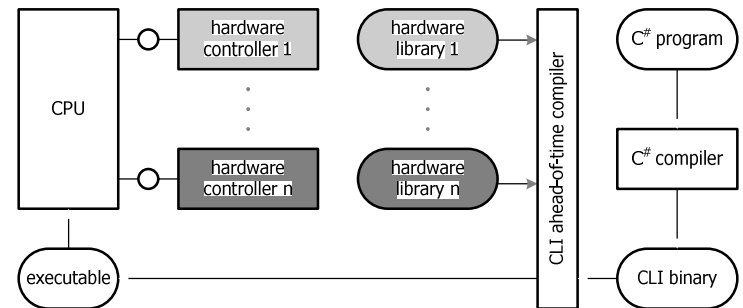 CPU
hardware
controller 1
hardware
library 1
CLI ahead-of-time compiler
C# program
C# compiler
hardware
controller n
hardware
library n
executable
CLI binary